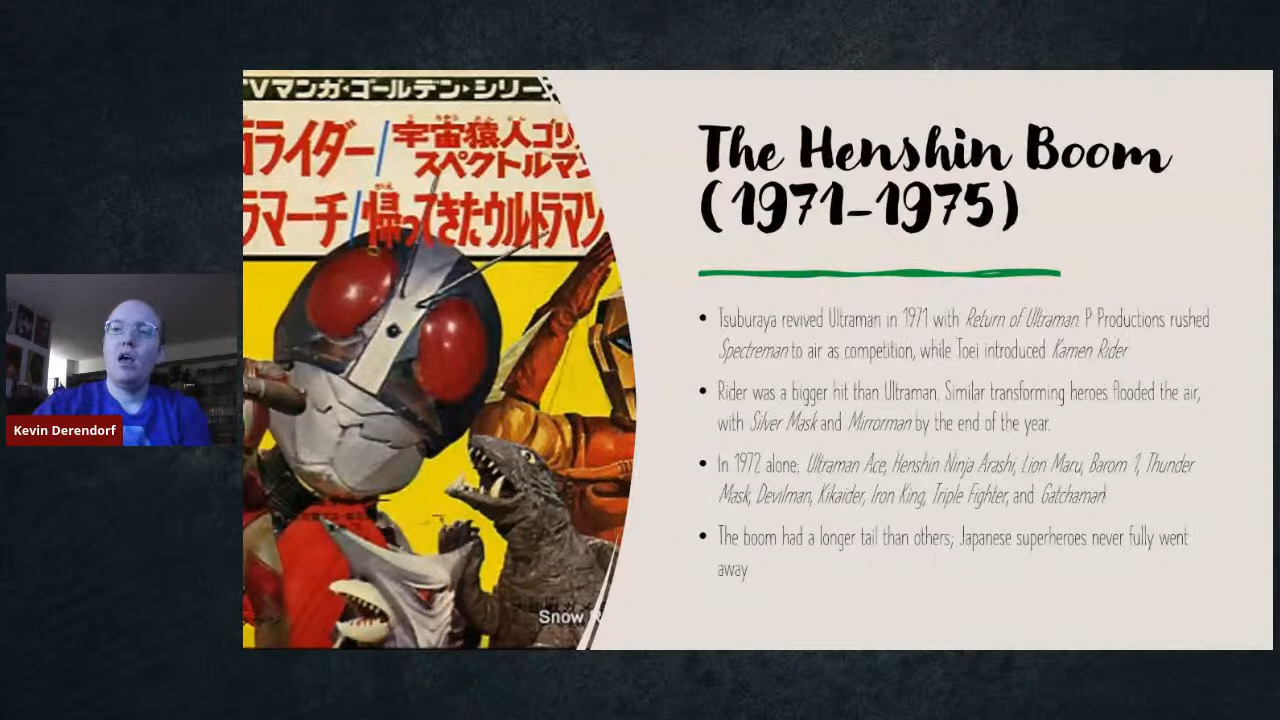 Vマンガ・ゴールデン・シリーズ
ライダー/宇宙猿人ゴリ
スペクトルマン
ラマーチ/帰ってきたウルトラマン
The Henshin Boom
(1971-1975)
• Tsuburaya revived Ultraman in 1971 with Return of Ultraman. P Productions rushed
Spectreman to air as competition, while Toei introduced Kamen Rider
• Rider was a bigger hit than Ultraman. Similar transforming heroes flooded the air,
with Silver Mask and Mirrorman by the end of the year.
• In 1972 alone: Ultraman Ace, Henshin Ninja Arashi, Lion Maru, Barom 1, Thunder
Mask, Devilman, Kikaider, Iron King, Triple Fighter, and Gatchaman!
• The boom had a longer tail than others; Japanese superheroes never fully went
away
Kevin Derendorf
Snow